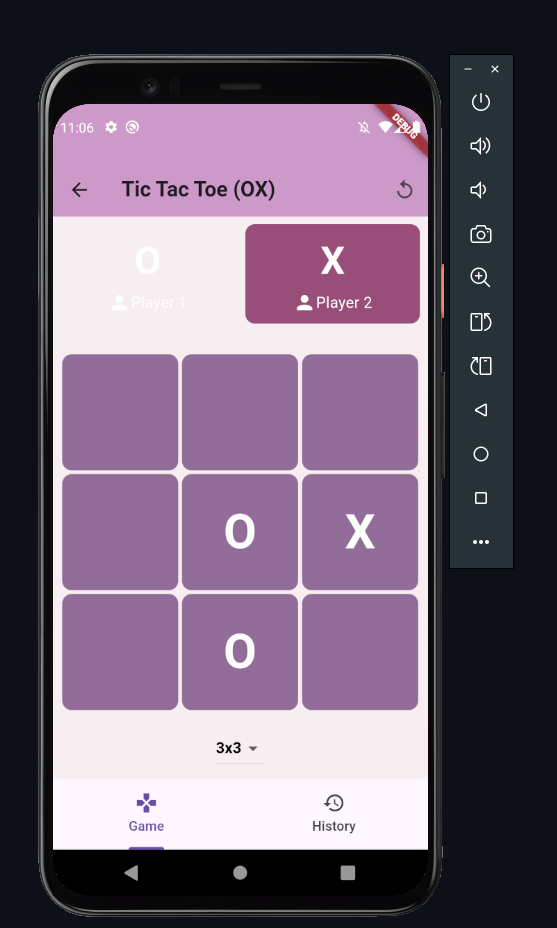 11:06
DEBUG
Tic Tac Toe (OX)
O
Player 1
X
Player 2
O
X
O
3x3
Game
History